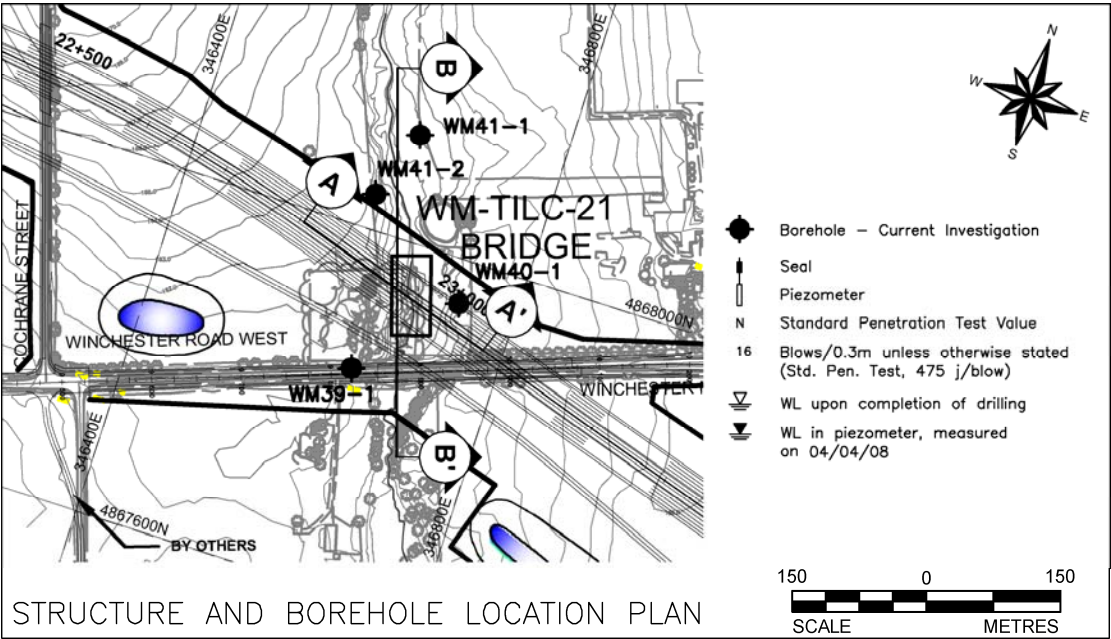 22+500
346400E
346800E
B
WM41-1
WM41-2
A
WM-TILC-21
BRIDGE
WM40-1
A'
4868000N
COCHRANE STREET
WINCHESTER ROAD WEST
WM39-1
WINCHESTER
B'
346400E
346800E
4867600N
BY OTHERS
N
W
E
S
Borehole – Current Investigation
Seal
Piezometer
N Standard Penetration Test Value
16 Blows/0.3m unless otherwise stated
(Std. Pen. Test, 475 j/blow)
WL upon completion of drilling
WL in piezometer, measured
on 04/04/08
150 0 150
SCALE METRES
STRUCTURE AND BOREHOLE LOCATION PLAN